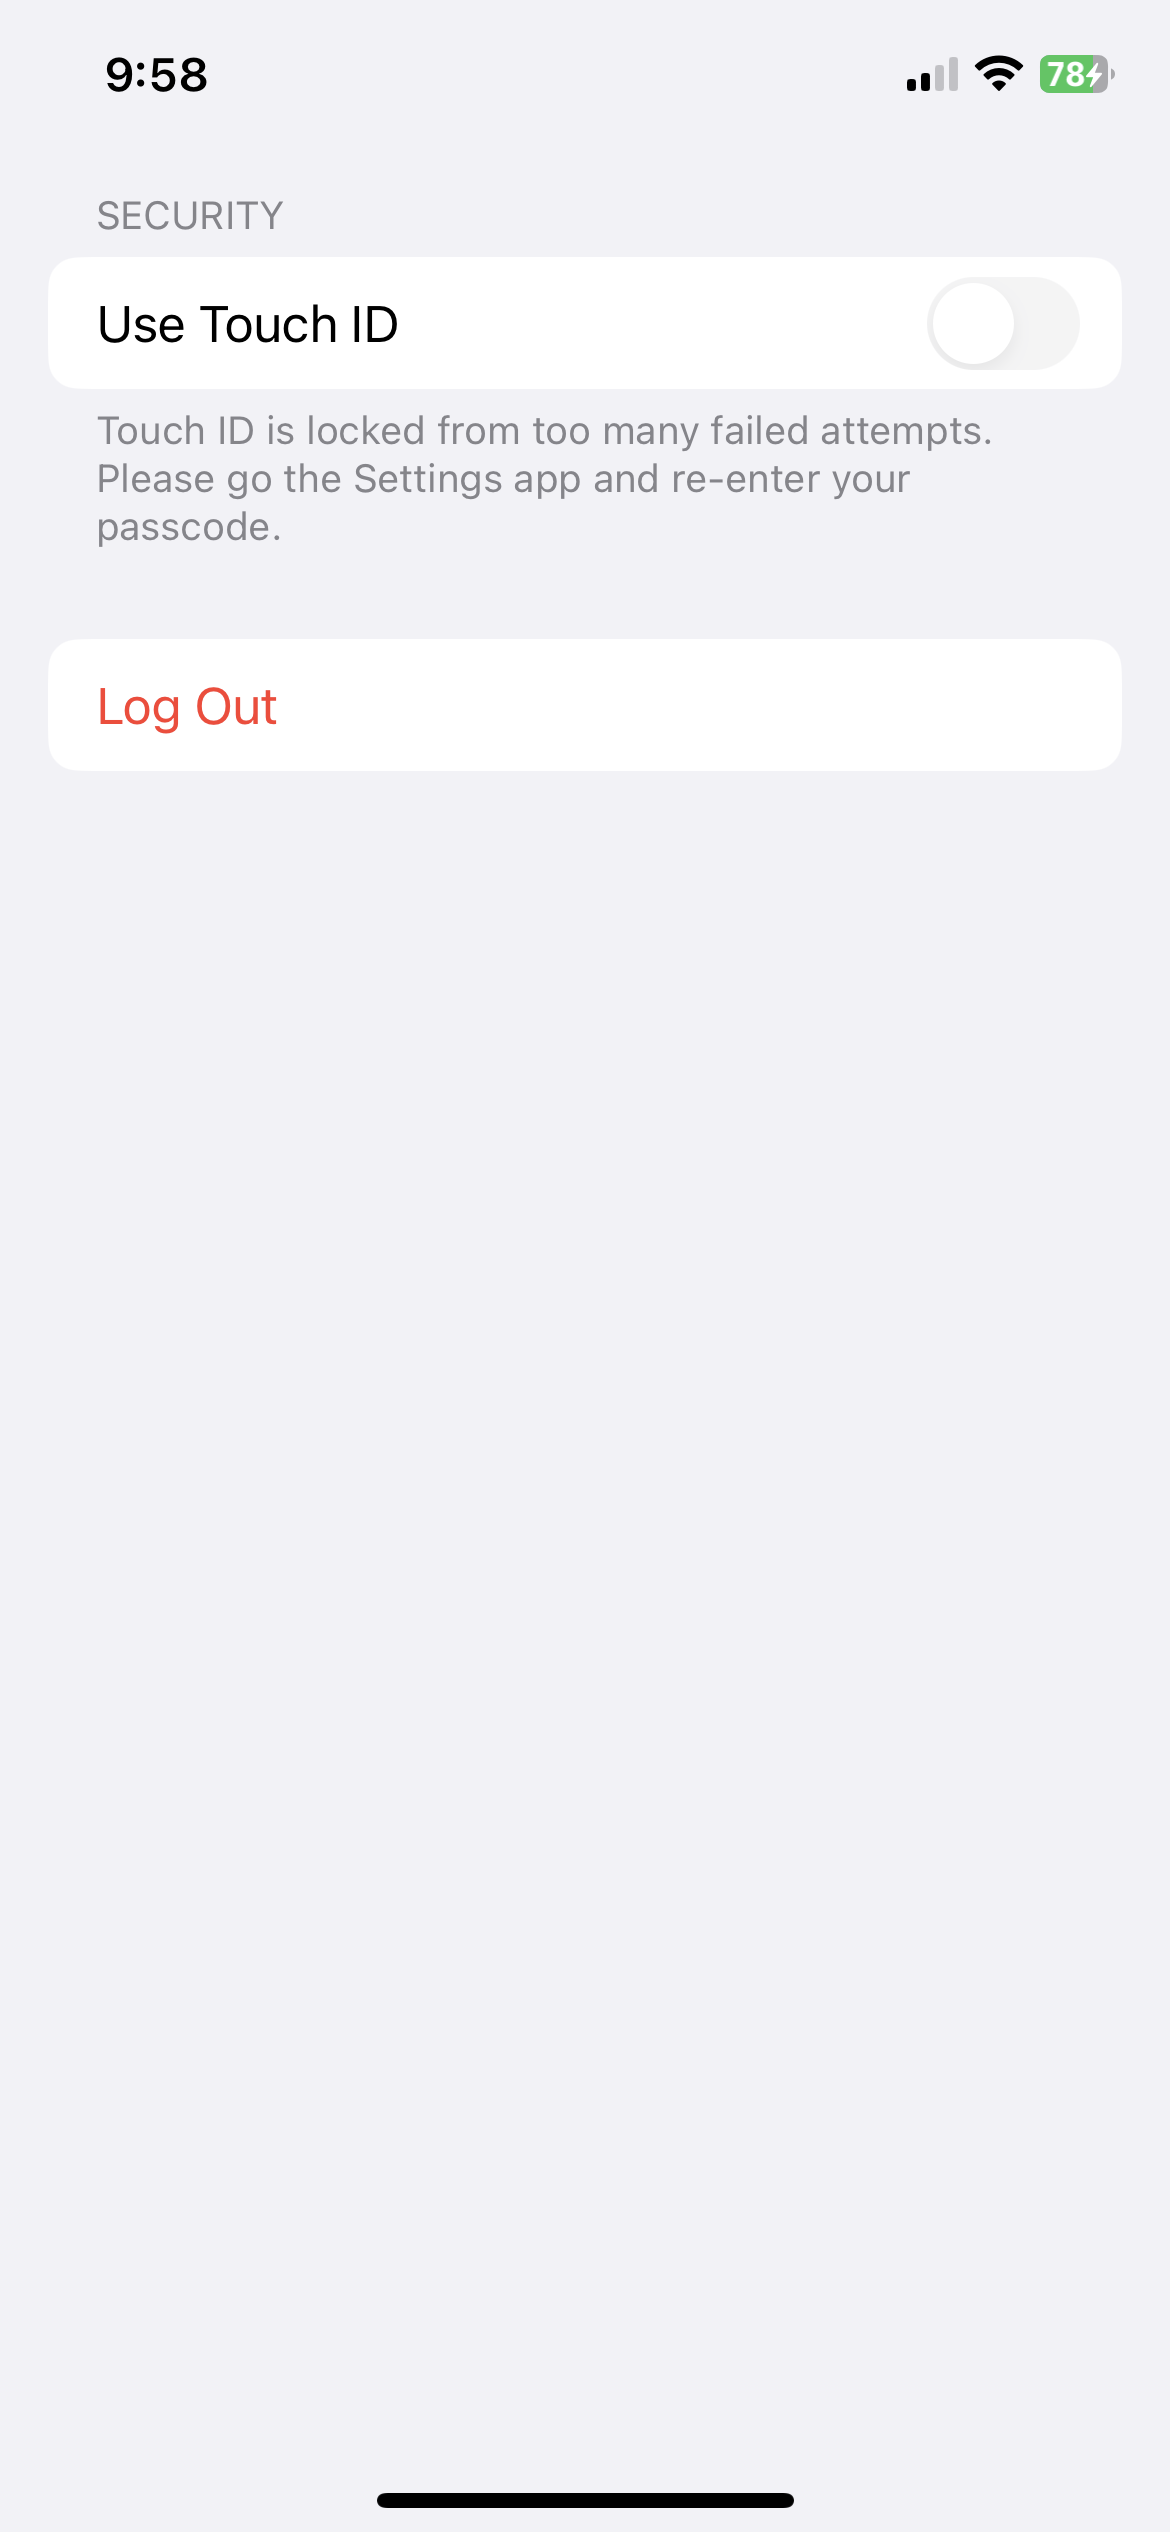 9:58
78
SECURITY
Use Touch ID
Touch ID is locked from too many failed attempts.
Please go the Settings app and re-enter your
passcode.
Log Out